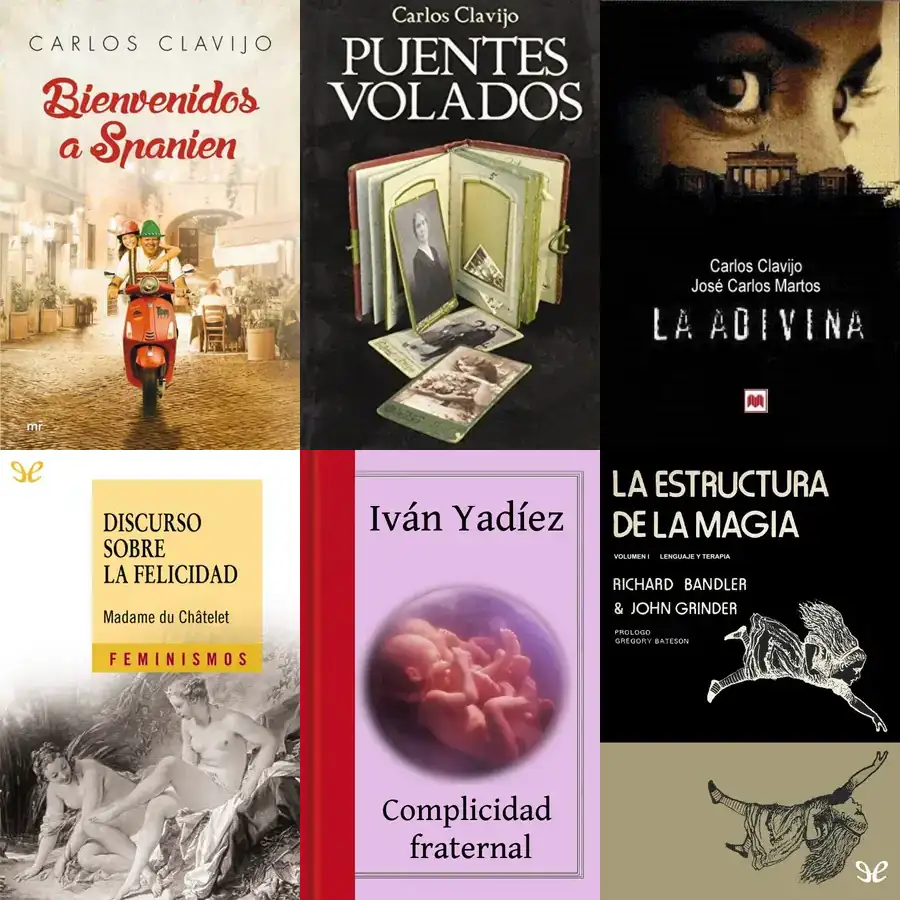 CARLOS CLAVIJO
Bienvenidos
a Spanien
mr
Carlos Clavijo
PUENTES
VOLADOS
Carlos Clavijo
José Carlos Martos
LA ADIVINA
DISCURSO
SOBRE
LA FELICIDAD
Madame du Châtelet
FEMINISMOS
Iván Yadíez
Complicidad
fraternal
LA ESTRUCTURA
DE LA MAGIA
VOLUMEN I LENGUAJE Y TERAPIA
RICHARD BANDLER
& JOHN GRINDER
PROLOGO
GREGORY BATESON